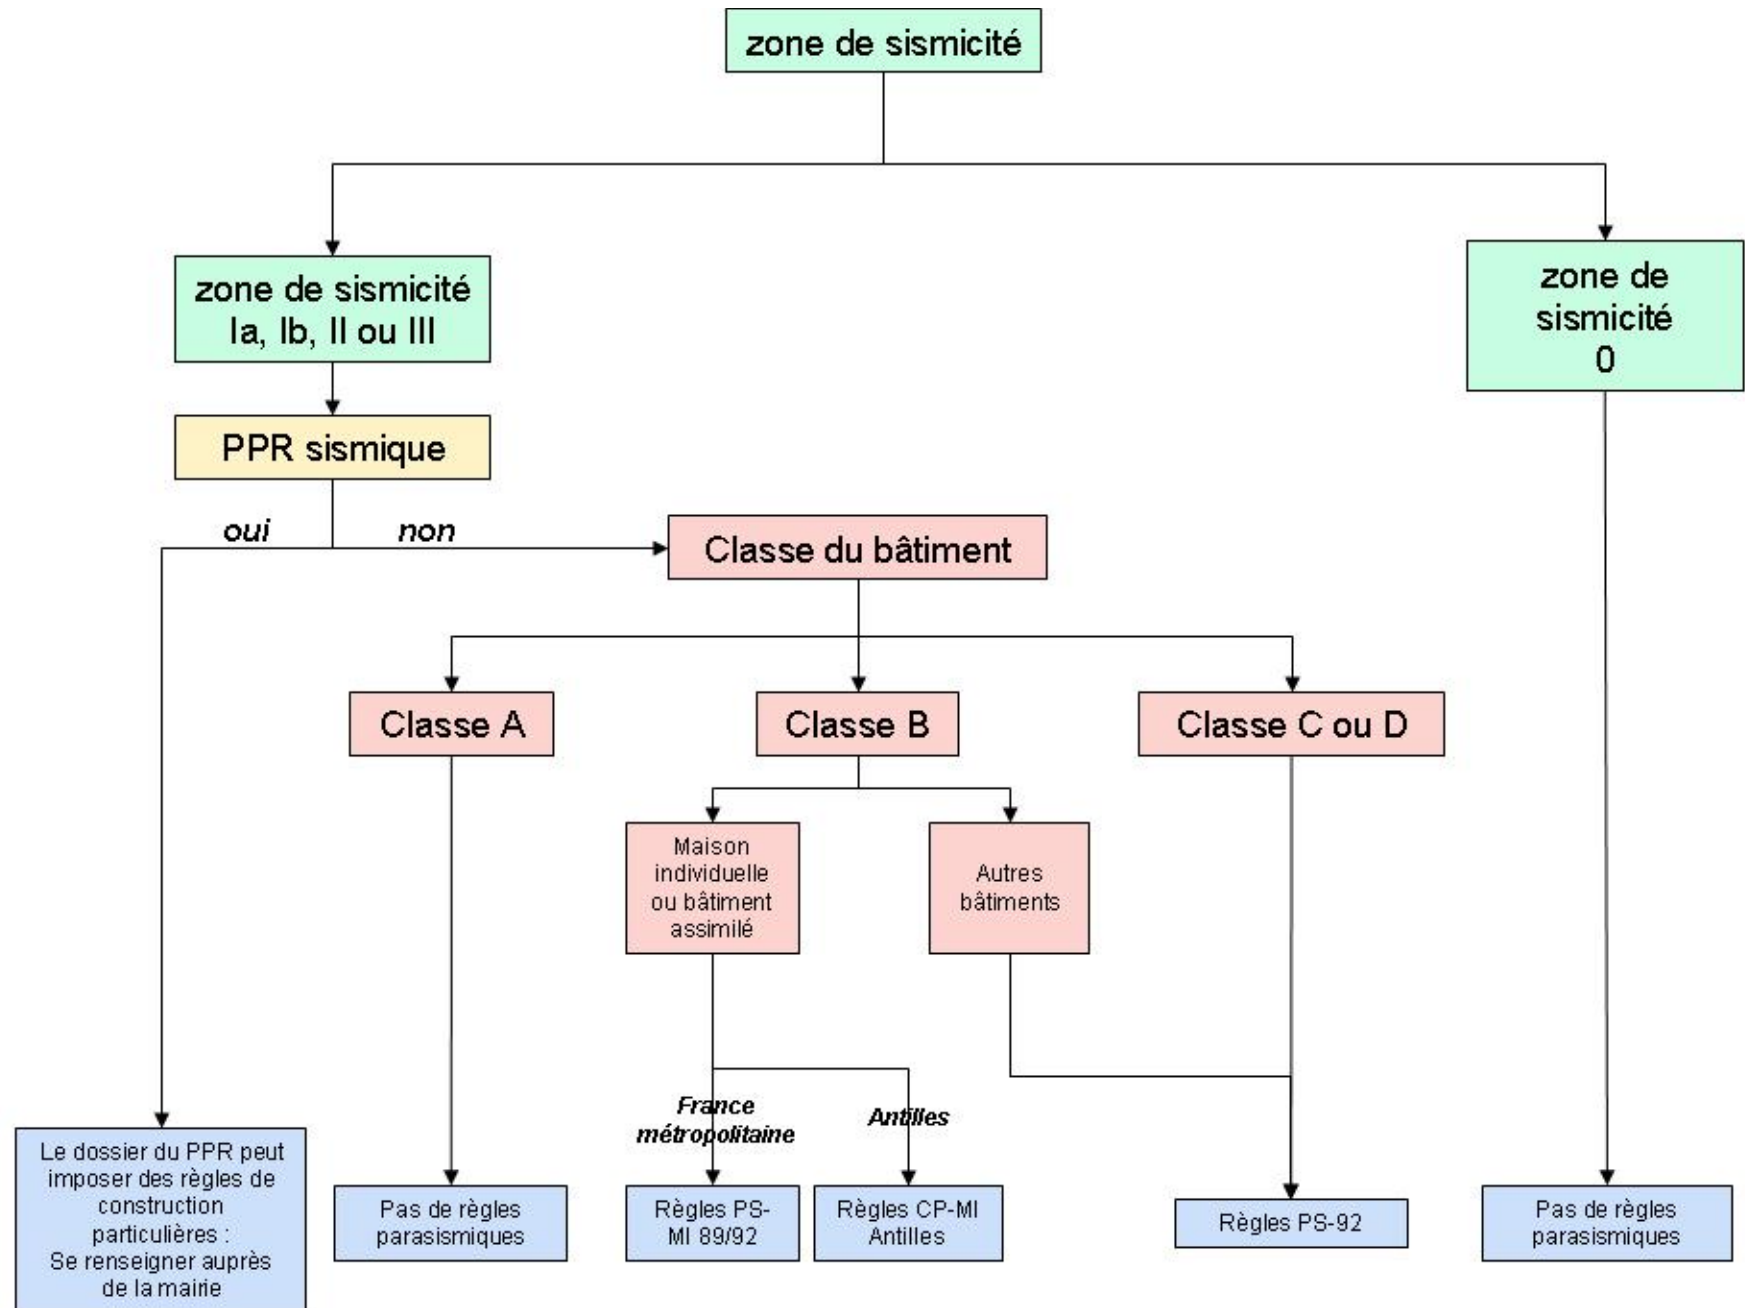 zone de sismicité
zone de sismicité
Ia, Ib, II ou III
zone de
sismicité
0
PPR sismique
oui
non
Classe du bâtiment
Classe A
Classe B
Classe C ou D
Maison
individuelle
ou bâtiment
assimilé
Autres
bâtiments
France
métropolitaine
Antilles
Le dossier du PPR peut
imposer des règles de
construction
particulières :
Se renseigner auprès
de la mairie
Pas de règles
parasismiques
Règles PS-
MI 89/92
Règles CP-MI
Antilles
Règles PS-92
Pas de règles
parasismiques